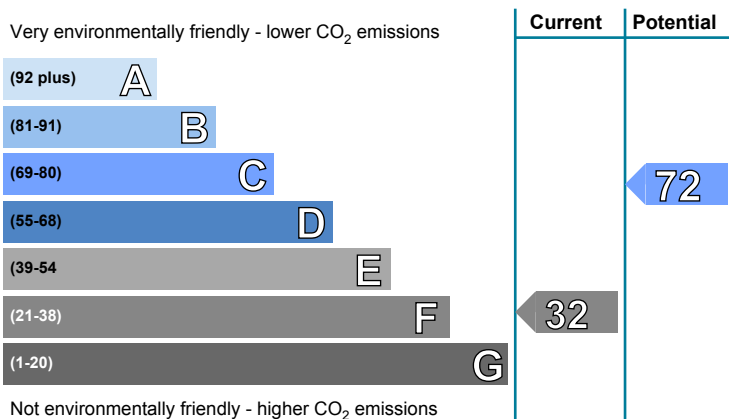 Current Potential
Very environmentally friendly - lower CO2 emissions
(92 plus) A
(81-91) B
(69-80) C
72
(55-68) D
(39-54 E
(21-38) F
32
(1-20) G
Not environmentally friendly - higher CO2 emissions